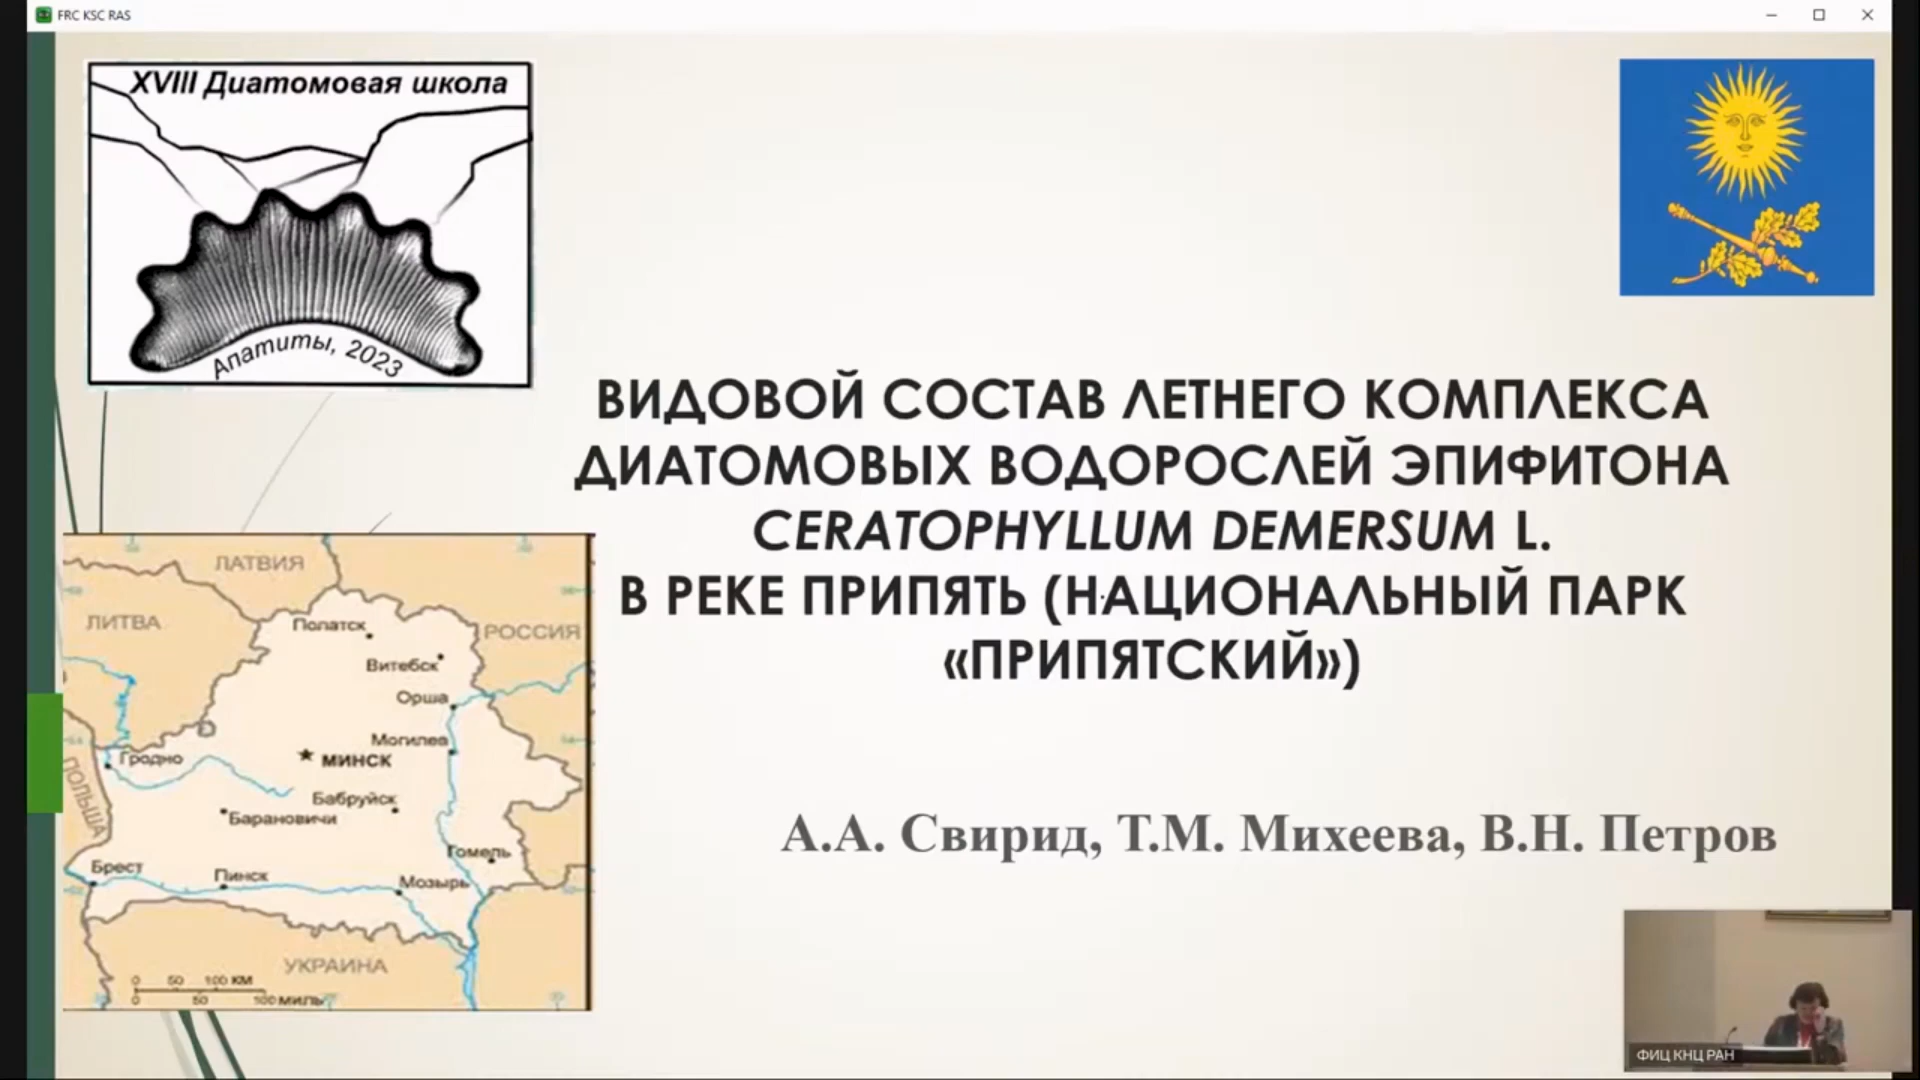 FRC KSC RAS
XVIII Диатомовая школа
Апатиты, 2023
ВИДОВОЙ СОСТАВ ЛЕТНЕГО КОМПЛЕКСА
ДИАТОМОВЫХ ВОДОРОСЛЕЙ ЭПИФИТОНА
CERATOPHYLLUM DEMERSUM L.
В РЕКЕ ПРИПЯТЬ (НАЦИОНАЛЬНЫЙ ПАРК
«ПРИПЯТСКИЙ»)
А.А. Свирид, Т.М. Михеева, В.Н. Петров
ЛАТВИЯ
ЛИТВА
Полатск
РОССИЯ
Витебск
Орша
Могилев
Гродно
МИНСК
ПОЛЬША
Бабруйск
Барановичи
Гомель
Брест
Пинск
Мозырь
УКРАИНА
0 50 100 КМ
0 50 100 МИЛЬ
ФИЦ КНЦ РАН